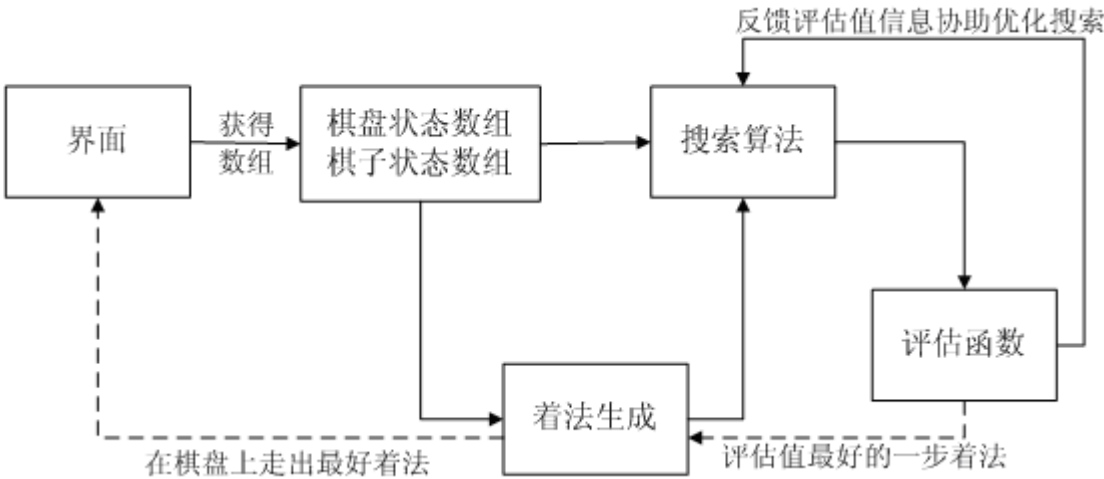 反馈评估值信息协助优化搜索
界面
获得
数组
棋盘状态数组
棋子状态数组
搜索算法
评估函数
着法生成
在棋盘上走出最好着法
评估值最好的一步着法